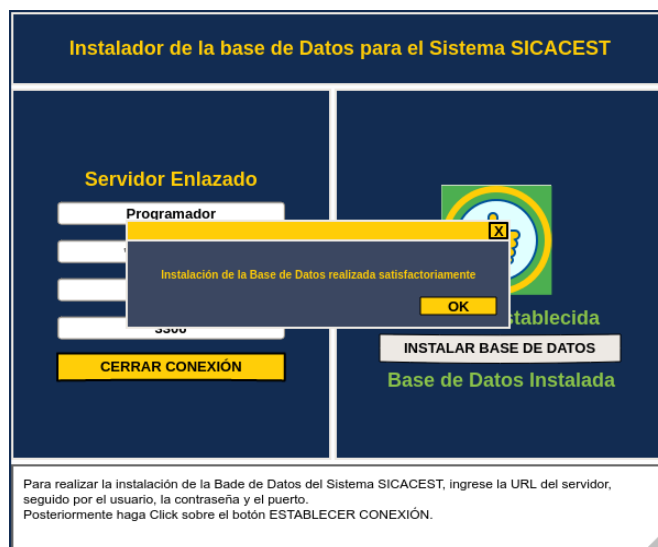 Instalador de la base de Datos para el Sistema SICACEST
Servidor Enlazado
Programador
3306
CERRAR CONEXIÓN
X
Instalación de la Base de Datos realizada satisfactoriamente
OK
INSTALAR BASE DE DATOS
Base de Datos Instalada
Para realizar la instalación de la Bade de Datos del Sistema SICACEST, ingrese la URL del servidor,
seguido por el usuario, la contraseña y el puerto.
Posteriormente haga Click sobre el botón ESTABLECER CONEXIÓN.